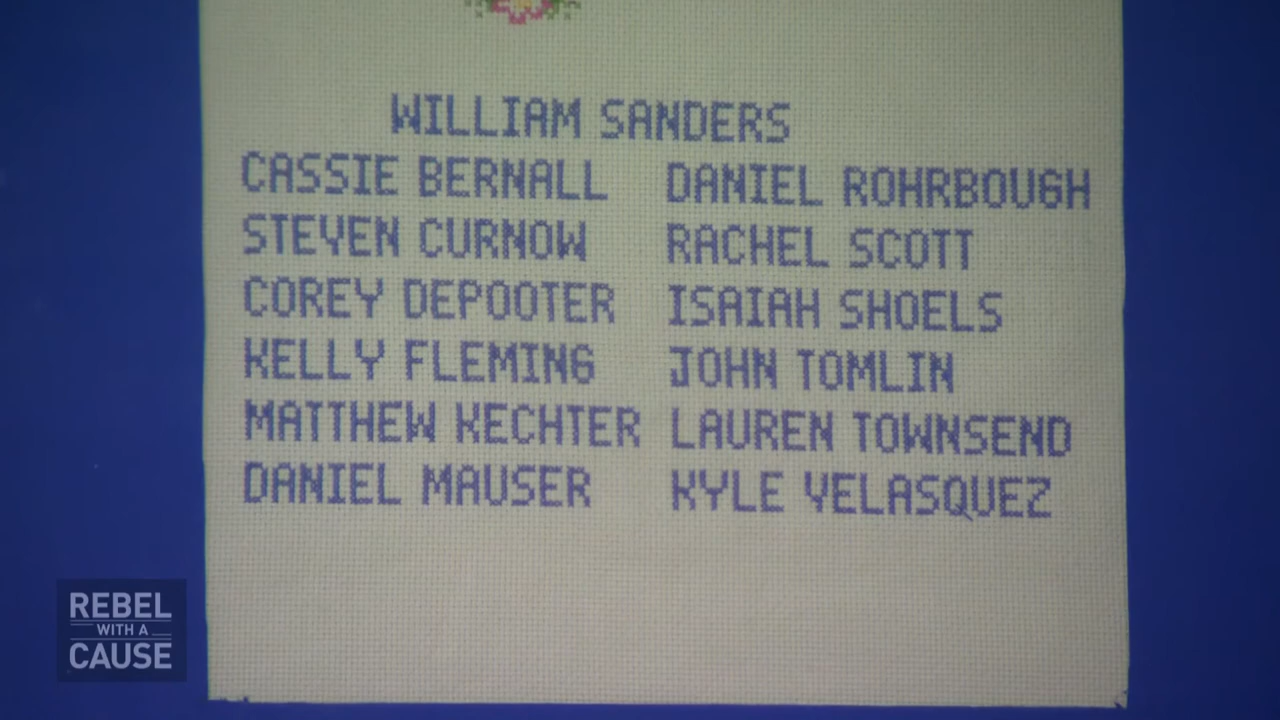 WILLIAM SANDERS
CASSIE BERNALL DANIEL ROHRBOUGH
STEVEN CURNOW RACHEL SCOTT
COREY DEPOOTER ISAIAH SHOELS
KELLY FLEMING JOHN TOMLIN
MATTHEW KECHTER LAUREN TOWNSEND
DANIEL MAUSER KYLE VELASQUEZ
REBEL
WITH A
CAUSE